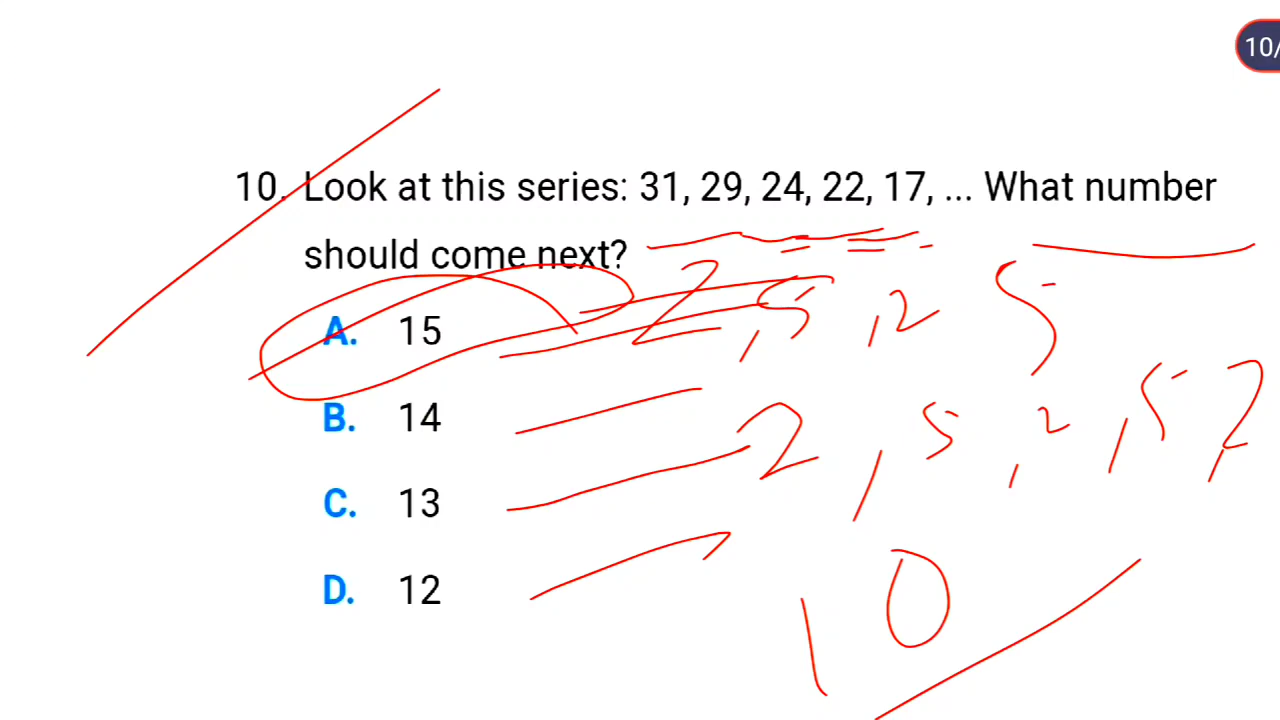 10/
10. Look at this series: 31, 29, 24, 22, 17, ... What number
should come next?
A. 15
2, 5, 2 5
B. 14
2, 5, 2, 5, 2
C. 13
D. 12
10